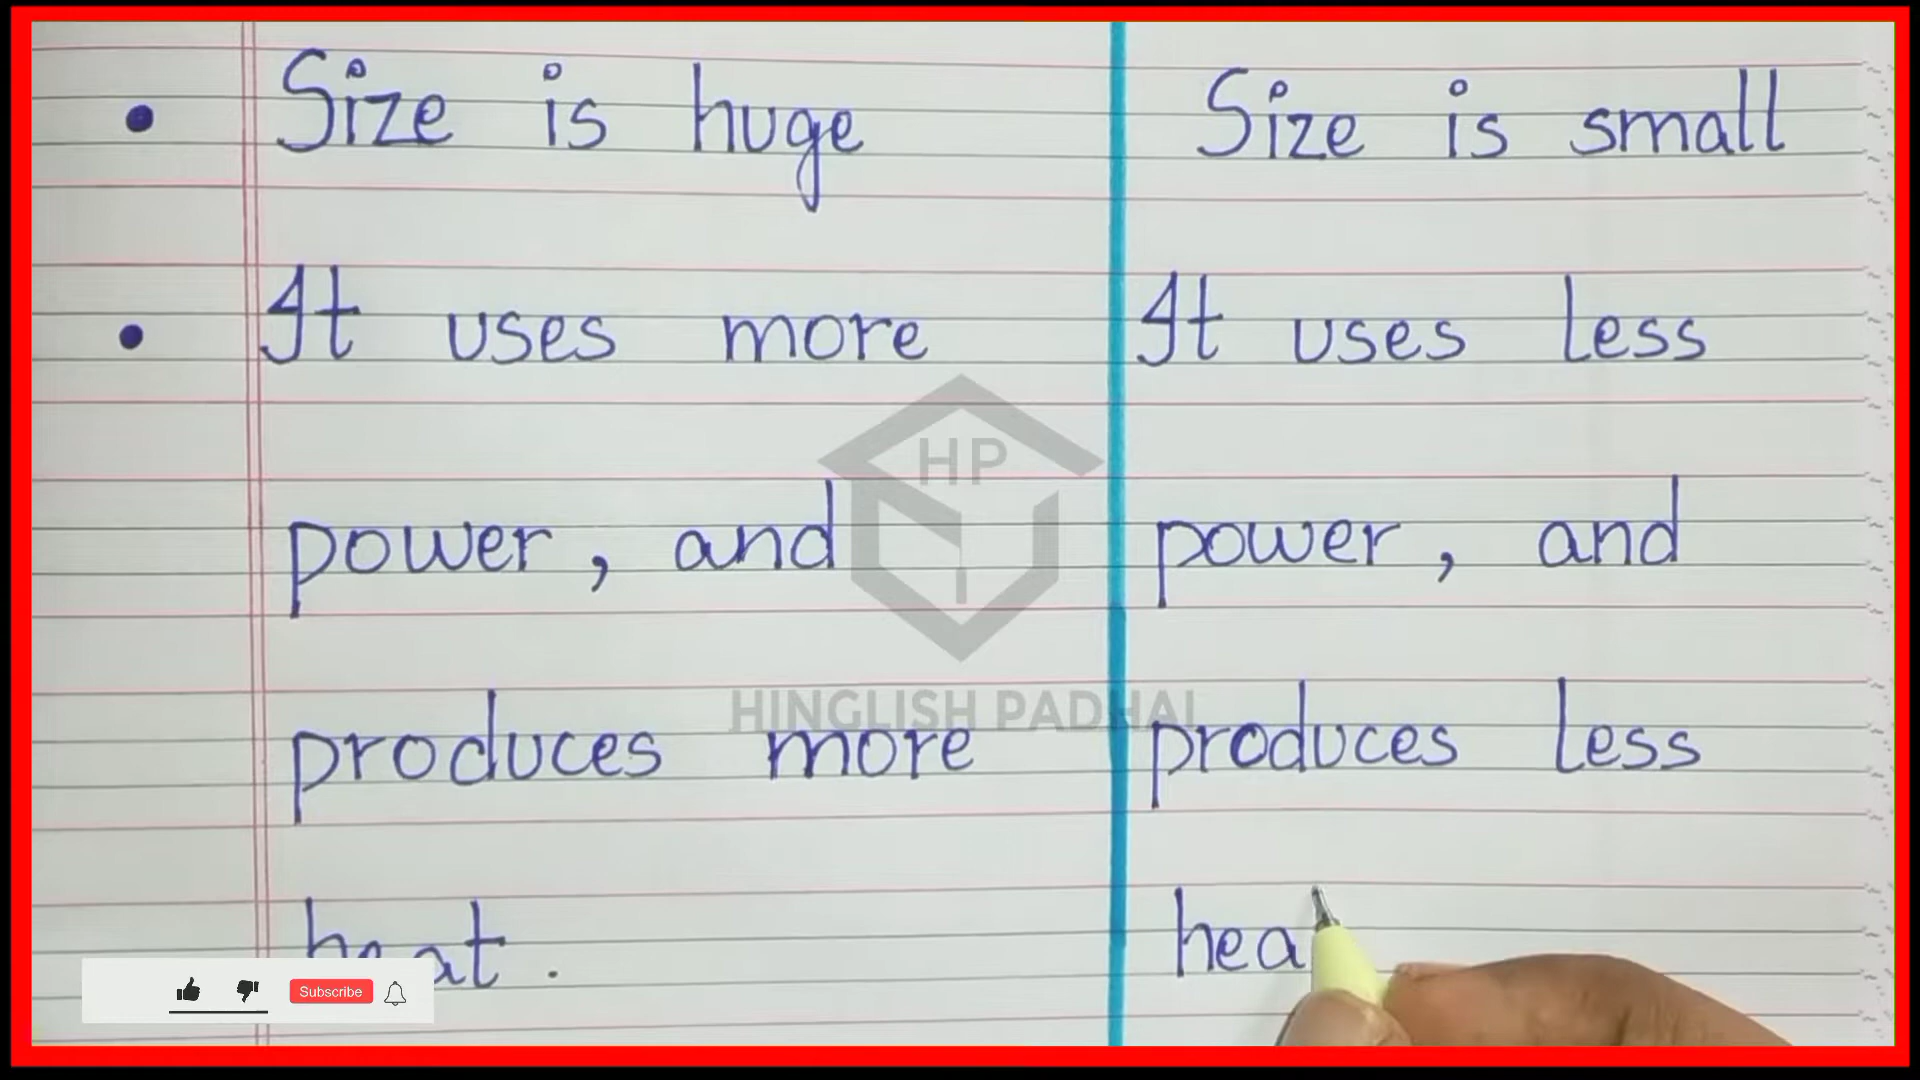 Size is huge Size is small
It uses more It uses less
HP
power, and power, and
HINGLISH PADHAI
produces more produces less
heat. hea
Subscribe